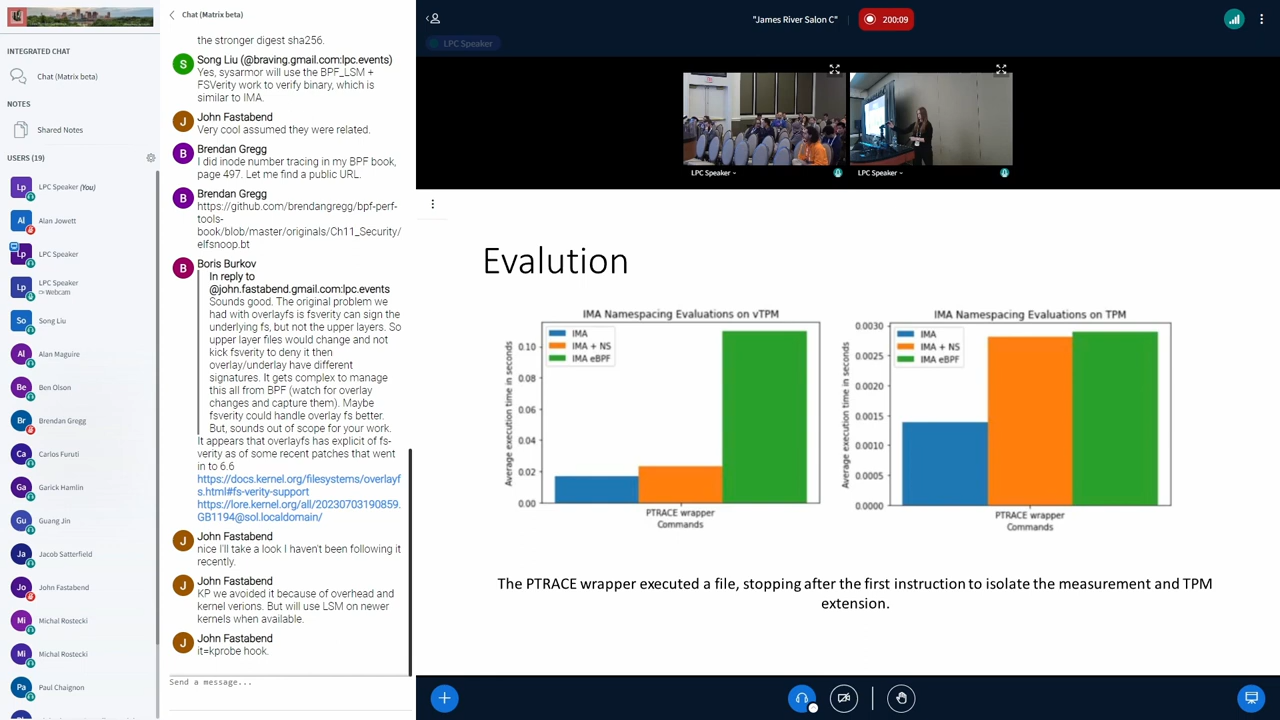 INTEGRATED CHAT
Chat (Matrix beta)
NOTES
Shared Notes
USERS (19)
Lp
LPC Speaker (You)
Al
Alan Jowett
Lp
LPC Speaker
Lp
LPC Speaker
Webcam
So
Song Liu
Al
Alan Maguire
Be
Ben Olson
Br
Brendan Gregg
Ca
Carlos Furuti
Ga
Garick Hamlin
Gu
Guang Jin
Ja
Jacob Satterfield
Jo
John Fastabend
Mi
Michal Rostecki
Mi
Michal Rostecki
Pa
Paul Chaignon
Chat (Matrix beta)
the stronger digest sha256.
S
Song Liu (@braving.gmail.com:lpc.events)
Yes, sysarmor will use the BPF_LSM +
FSVerity work to verify binary, which is
similar to IMA.
J
John Fastabend
Very cool assumed they were related.
B
Brendan Gregg
I did inode number tracing in my BPF book,
page 497. Let me find a public URL.
B
Brendan Gregg
https://github.com/brendangregg/bpf-perf-
tools-
book/blob/master/originals/Ch11_Security/
elfsnoop.bt
B
Boris Burkov
In reply to
@john.fastabend.gmail.com:lpc.events
Sounds good. The original problem we
had with overlayfs is fsverity can sign the
underlying fs, but not the upper layers. So
upper layer files would change and not
kick fsverity to deny it then
overlay/underlay have different
signatures. It gets complex to manage
this all from BPF (watch for overlay
changes and capture them). Maybe
fsverity could handle overlay fs better.
But, sounds out of scope for your work.
It appears that overlayfs has explicit of fs-
verity as of some recent patches that went
in to 6.6
https://docs.kernel.org/filesystems/overlayf
s.html#fs-verity-support
https://lore.kernel.org/all/20230703190859.
GB1194@sol.localdomain/
J
John Fastabend
nice I'll take a look I haven't been following it
recently.
J
John Fastabend
KP we avoided it because of overhead and
kernel verions. But will use LSM on newer
kernels when available.
J
John Fastabend
it=kprobe hook.
Send a message...
"James River Salon C"
200:09
LPC Speaker
LPC Speaker
LPC Speaker
Evalution
IMA Namespacing Evaluations on vTPM
IMA
IMA + NS
IMA eBPF
Average execution time in seconds
0.10
0.08
0.06
0.04
0.02
0.00
PTRACE wrapper
Commands
IMA Namespacing Evaluations on TPM
IMA
IMA + NS
IMA eBPF
Average execution time in seconds
0.0030
0.0025
0.0020
0.0015
0.0010
0.0005
0.0000
PTRACE wrapper
Commands
The PTRACE wrapper executed a file, stopping after the first instruction to isolate the measurement and TPM
extension.